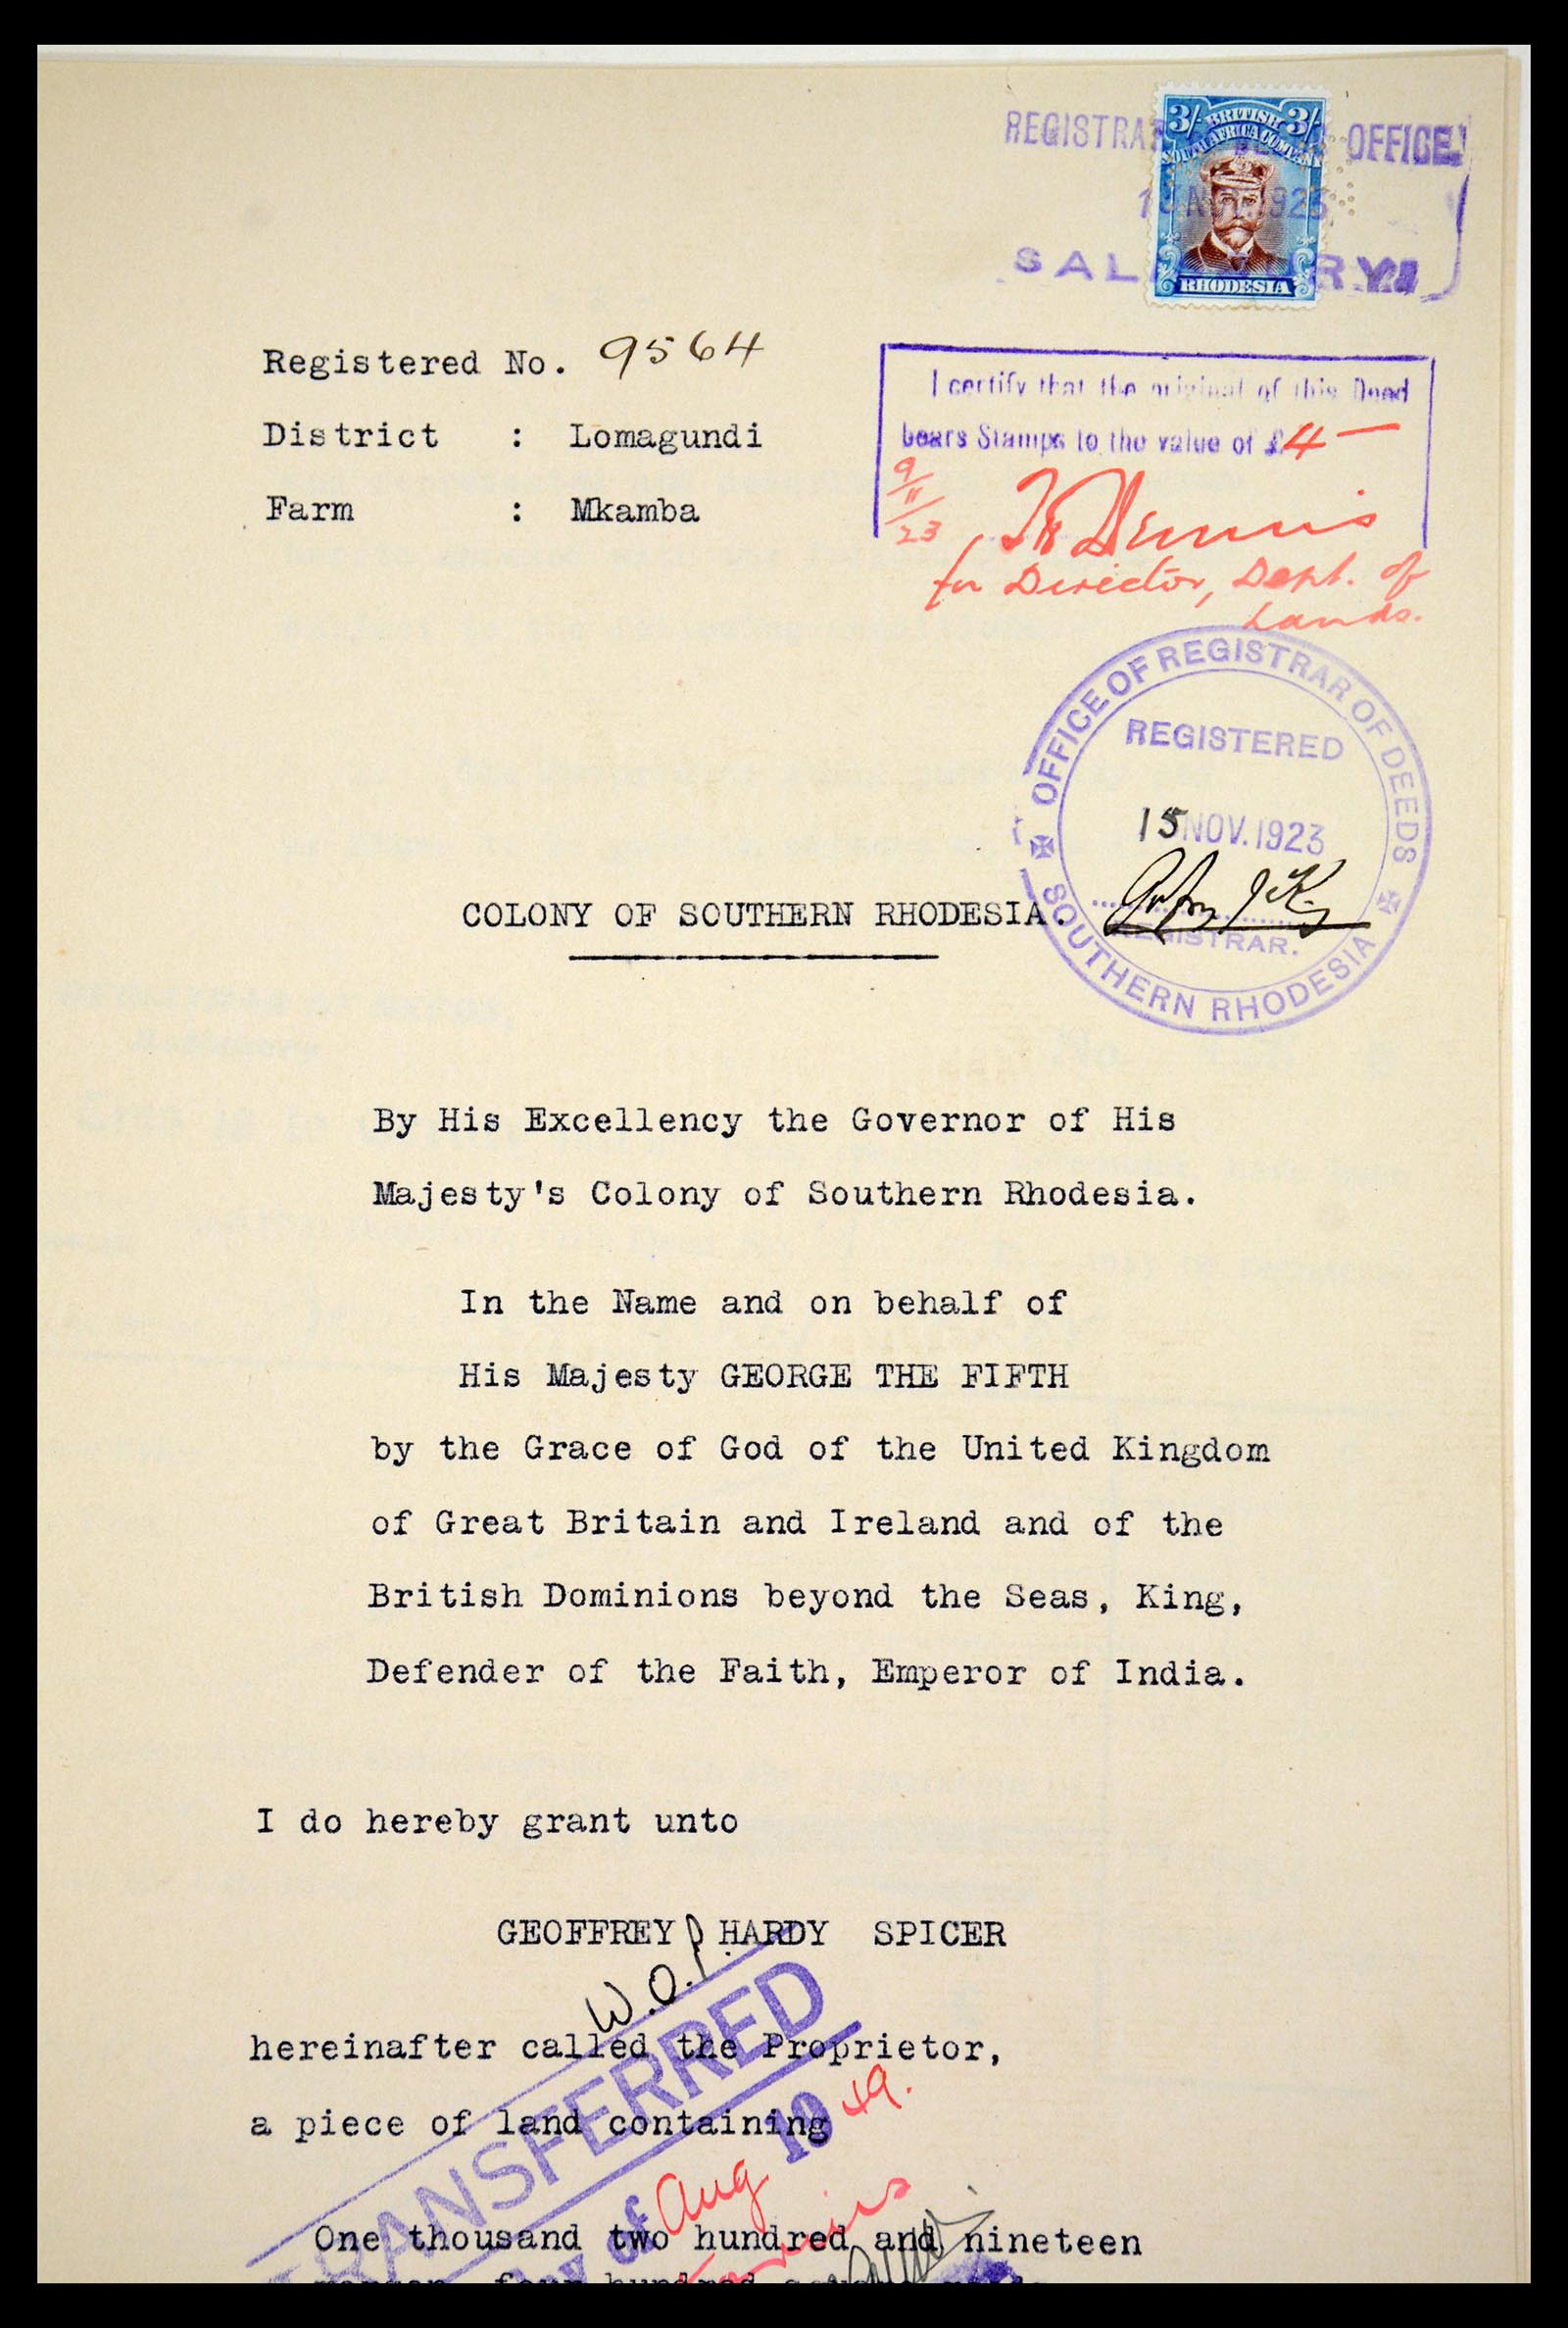 REGISTRAR OFFICE
3/- BRITISH 3/-
SOUTH AFRICA COMPANY
1923
SAL RY
RHODESIA
Registered No. 9564
I certify that the original of this Deed
District : Lomagundi
bears Stamps to the value of £4 —
9/11/23
Farm : Mkamba
Dennis
for Director, Dept. of
Lands.
OFFICE OF REGISTRAR OF DEEDS
REGISTERED
15 NOV. 1923
REGISTRAR.
SOUTHERN RHODESIA
COLONY OF SOUTHERN RHODESIA.
By His Excellency the Governor of His
Majesty's Colony of Southern Rhodesia.
In the Name and on behalf of
His Majesty GEORGE THE FIFTH
by the Grace of God of the United Kingdom
of Great Britain and Ireland and of the
British Dominions beyond the Seas, King,
Defender of the Faith, Emperor of India.
I do hereby grant unto
GEOFFREY HARDY SPICER
W.O.
hereinafter called the Proprietor,
TRANSFERRED
a piece of land containing
19 49.
of Aug
One thousand two hundred and nineteen